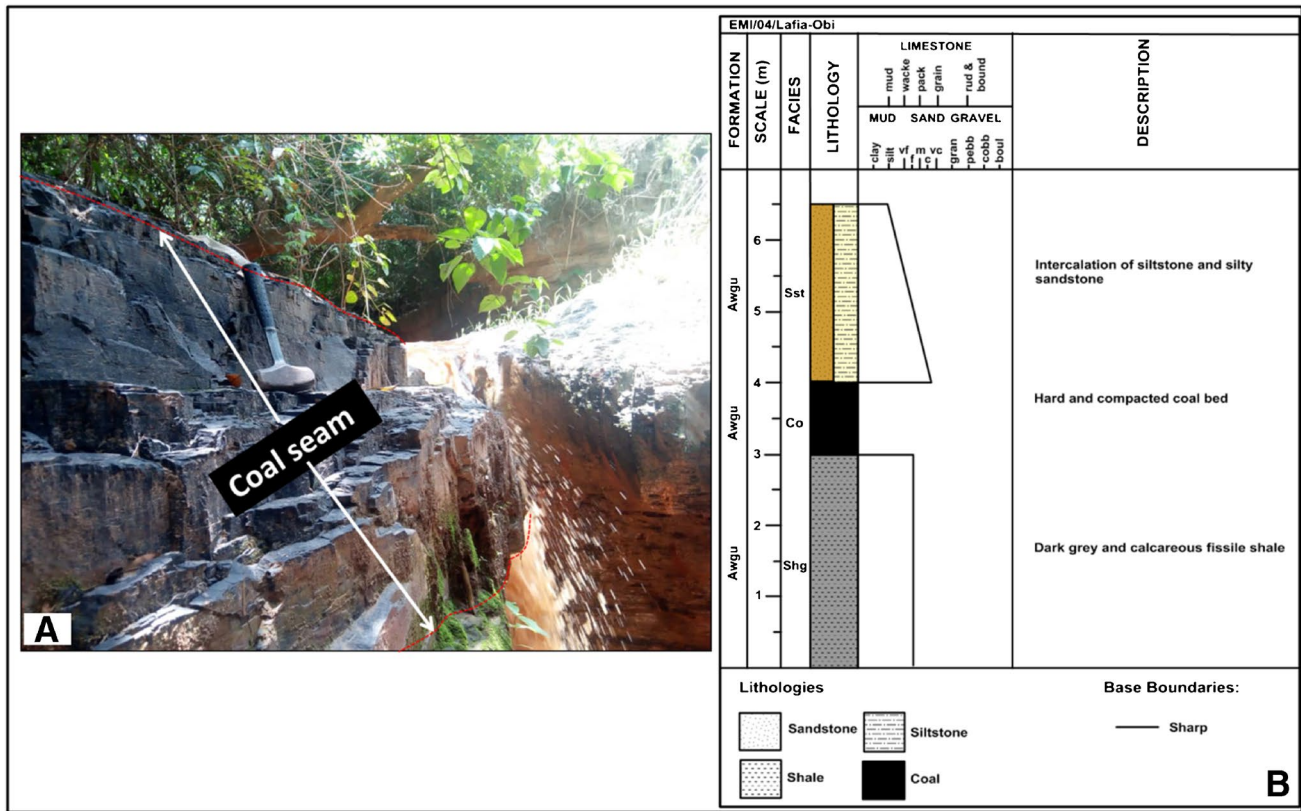 Coal seam
A
EMI/04/Lafia-Obi
FORMATION
SCALE (m)
FACIES
LITHOLOGY
LIMESTONE
mud
wacke
pack
grain
rud &
bound
MUD SAND GRAVEL
clay
silt
vf
f
m
c
vc
gran
pebb
cobb
boul
DESCRIPTION
6
5
4
3
2
1
Awgu
Awgu
Awgu
Sst
Co
Shg
Intercalation of siltstone and silty
sandstone
Hard and compacted coal bed
Dark grey and calcareous fissile shale
Lithologies
Sandstone
Siltstone
Shale
Coal
Base Boundaries:
Sharp
B